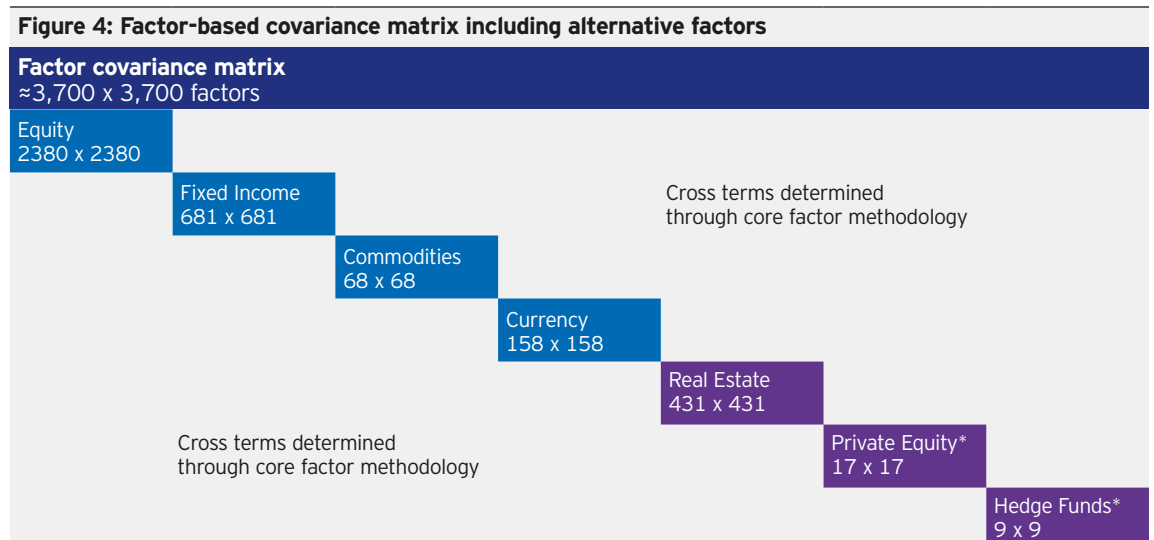 Figure 4: Factor-based covariance matrix including alternative factors
Factor covariance matrix
≈3,700 x 3,700 factors
Equity
2380 x 2380
Fixed Income
681 x 681
Cross terms determined
through core factor methodology
Commodities
68 x 68
Currency
158 x 158
Real Estate
431 x 431
Cross terms determined
through core factor methodology
Private Equity*
17 x 17
Hedge Funds*
9 x 9